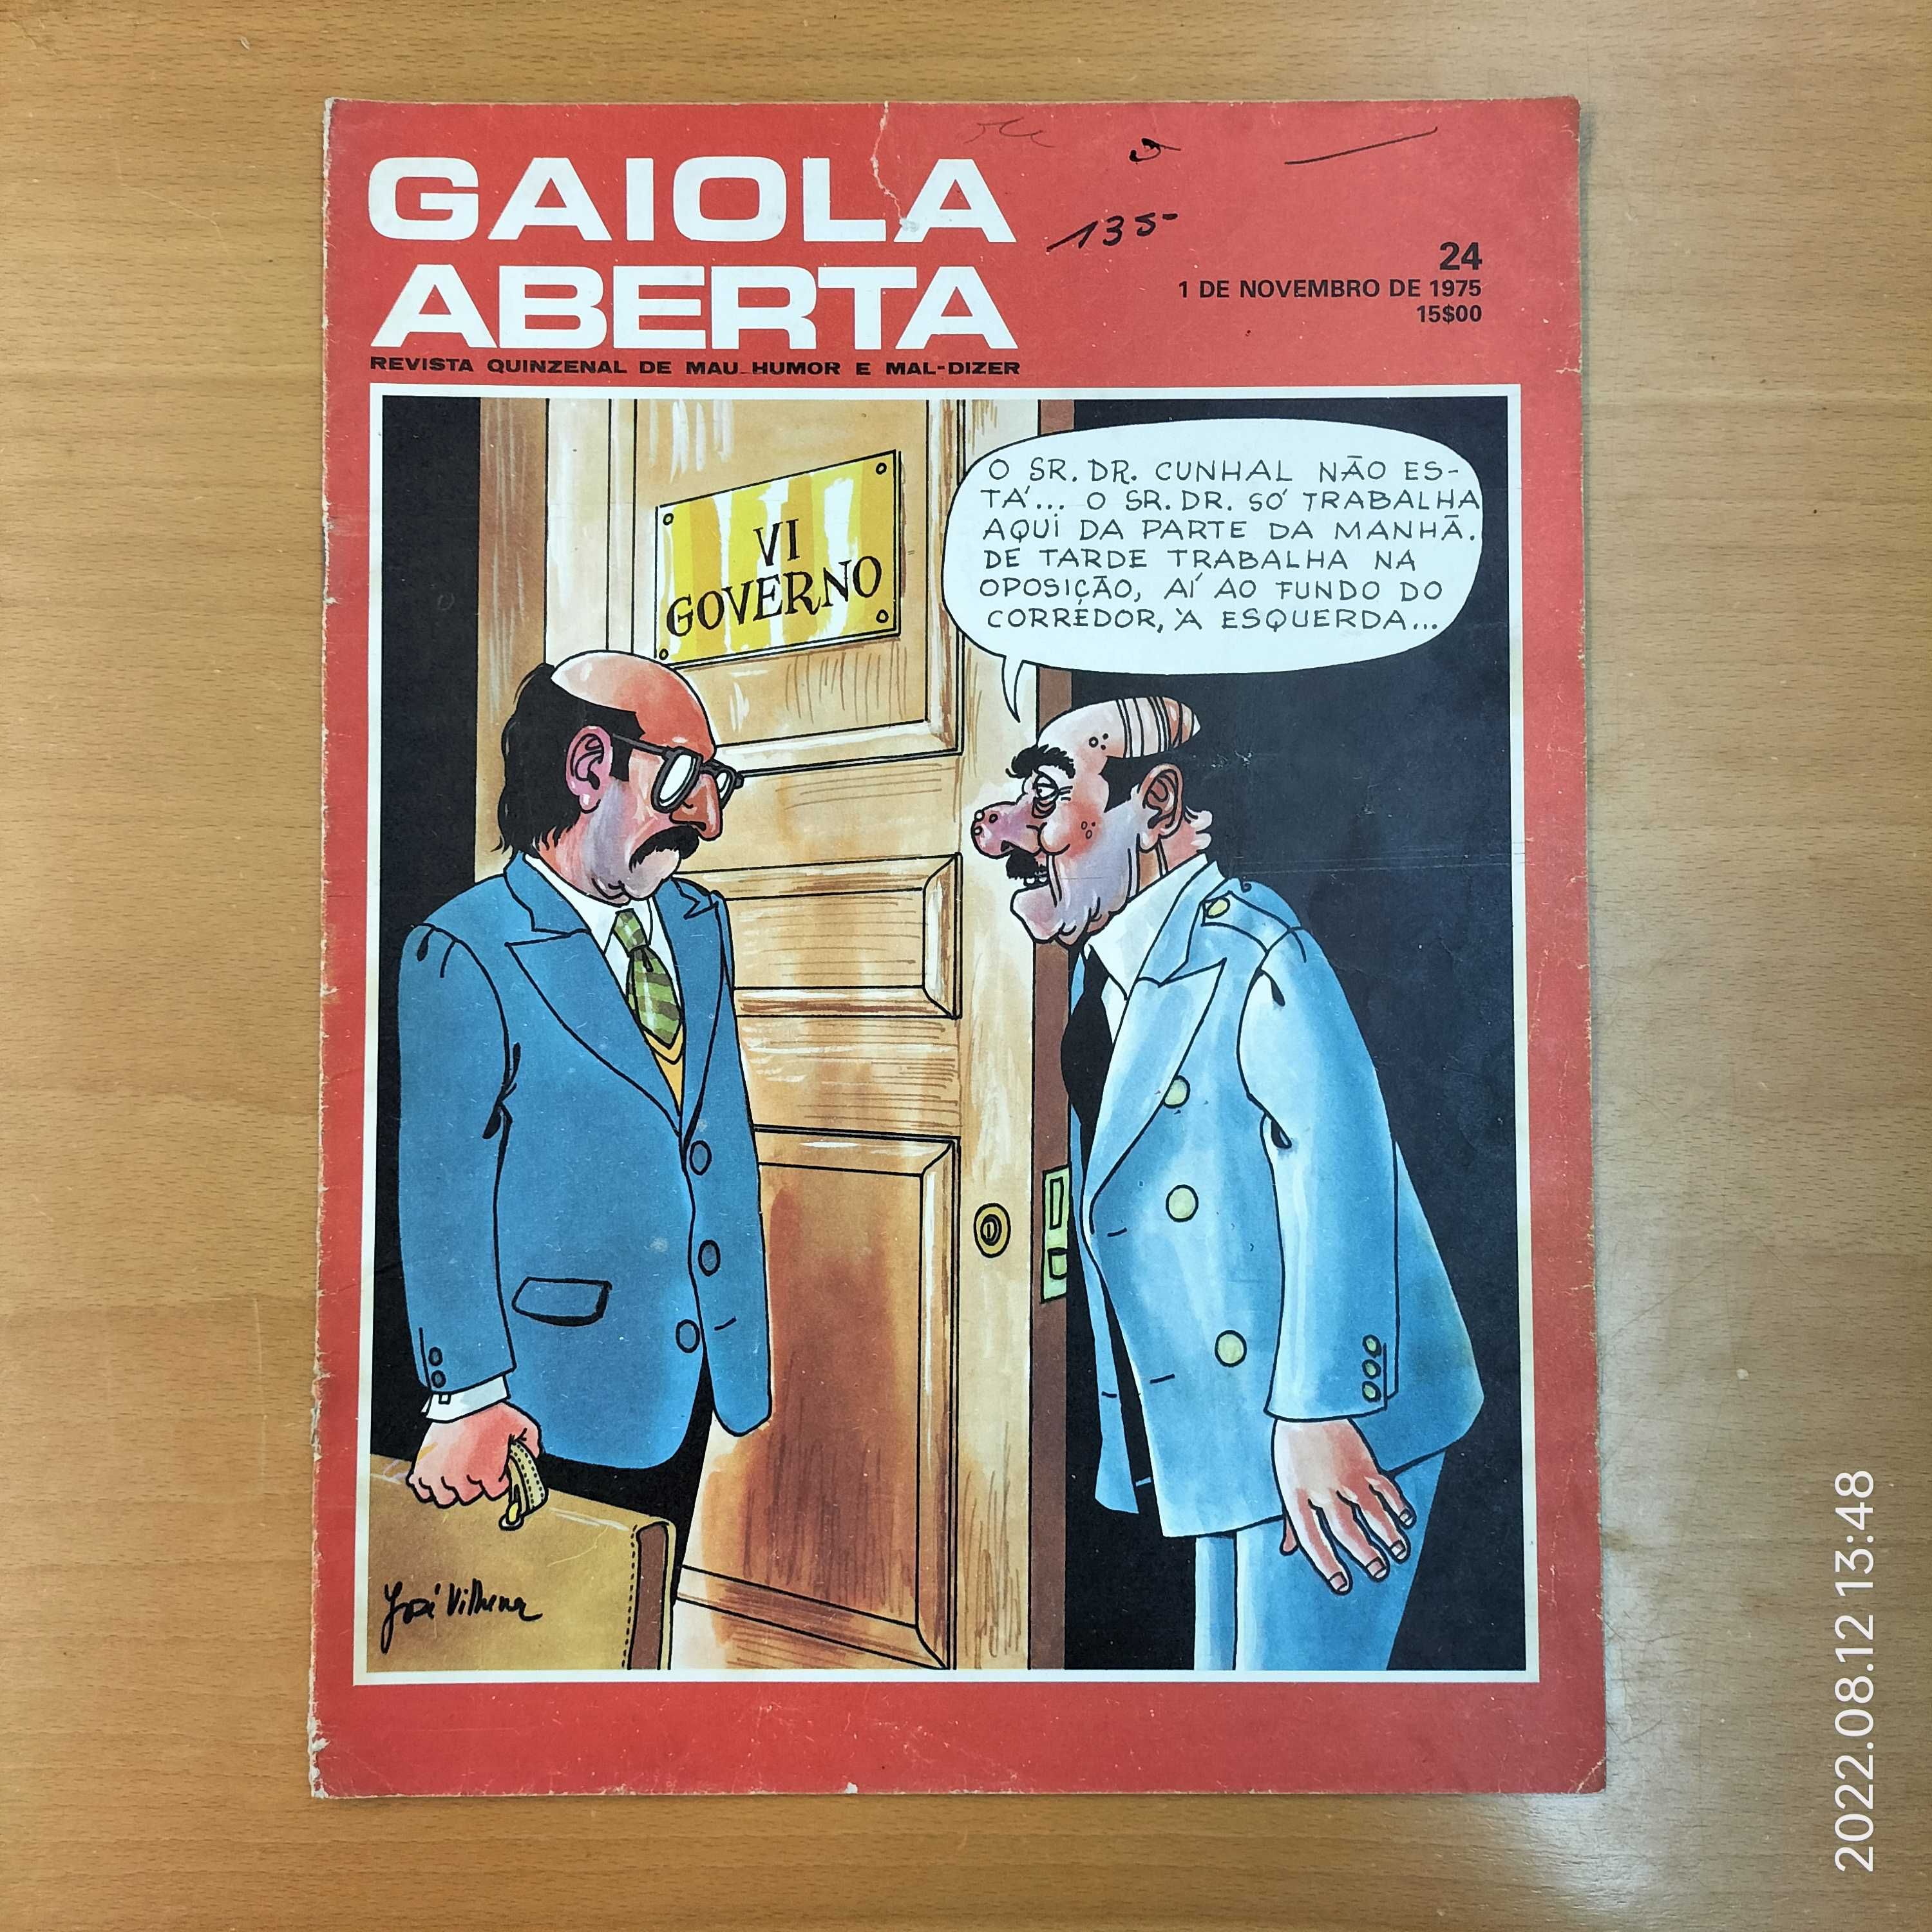 GAIOLA
ABERTA
REVISTA QUINZENAL DE MAU HUMOR E MAL-DIZER
135-
24
1 DE NOVEMBRO DE 1975
15$00
VI
GOVERNO
O SR. DR. CUNHAL NÃO ES-
TÁ... O SR. DR. SÓ TRABALHA
AQUI DA PARTE DA MANHÃ.
DE TARDE TRABALHA NA
OPOSIÇÃO, AÍ AO FUNDO DO
CORREDOR, À ESQUERDA...
José Vilhena
2022.08.12 13:48